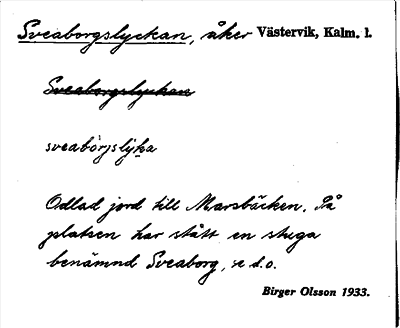 Sveaborgslyckan, åker Västervik, Kalm. l.
Sveaborgslyckan
sveabårjslyka
Odlad jord till Marsbäcken. På
platsen har stått en stuga
benämnd Sveaborg, se d.o.
Birger Olsson 1933.